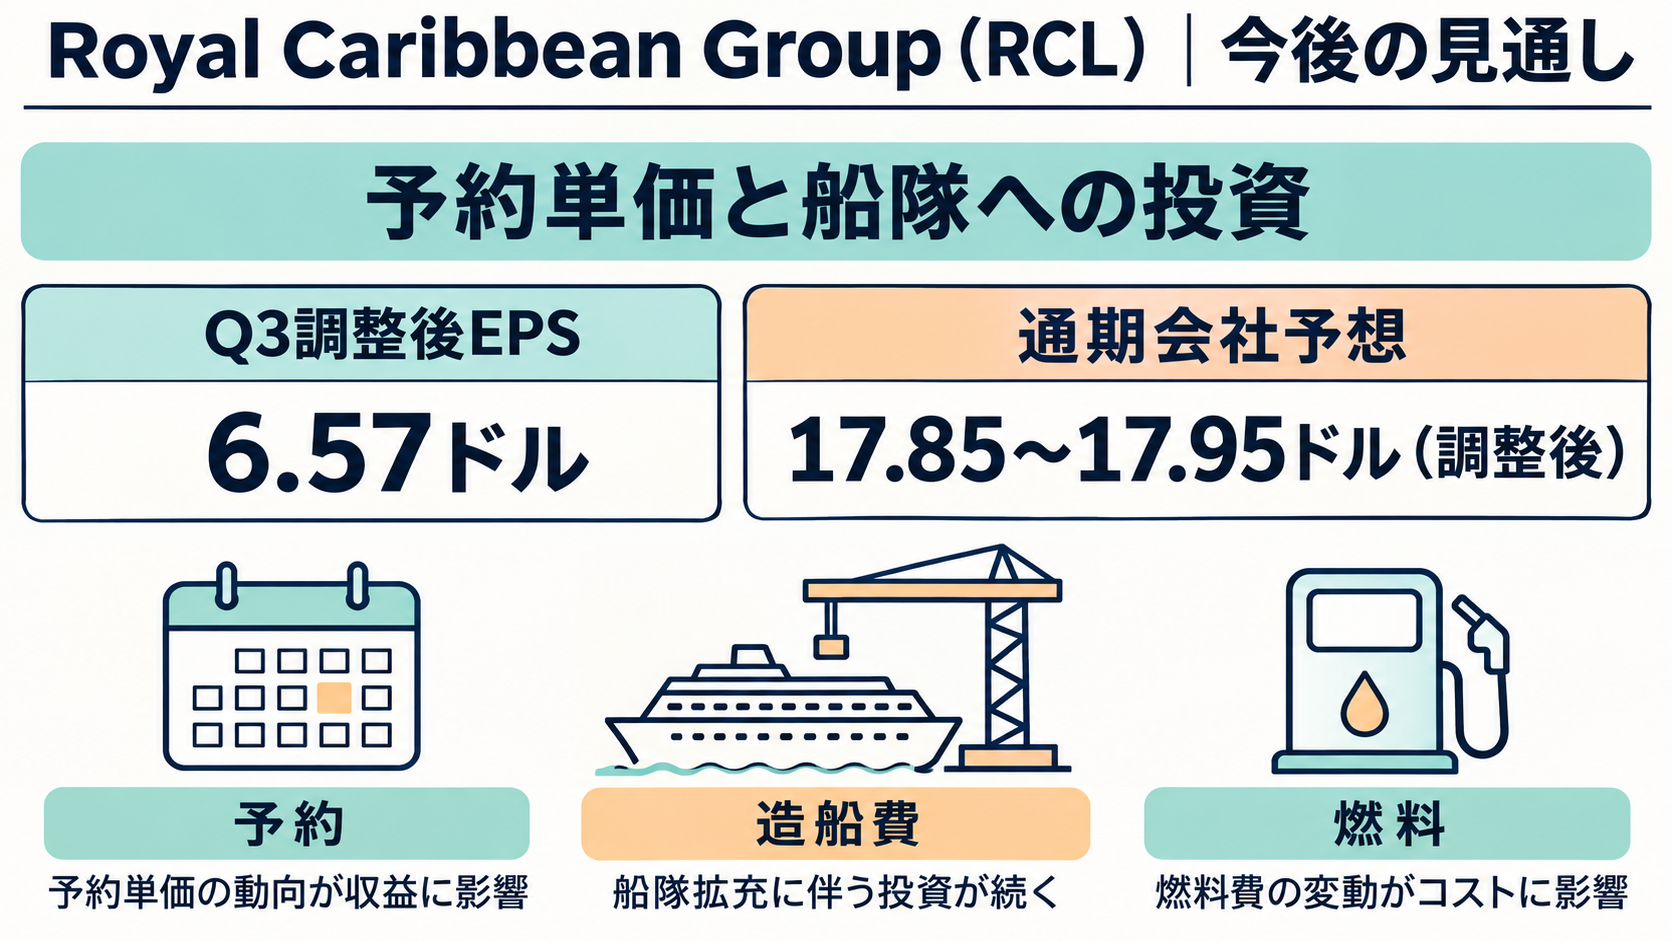 Royal Caribbean Group（RCL）｜今後の見通し
予約単価と船隊への投資
Q3調整後EPS
6.57ドル
通期会社予想
17.85～17.95ドル（調整後）
予約
造船費
燃料
予約単価の動向が収益に影響
船隊拡充に伴う投資が続く
燃料費の変動がコストに影響